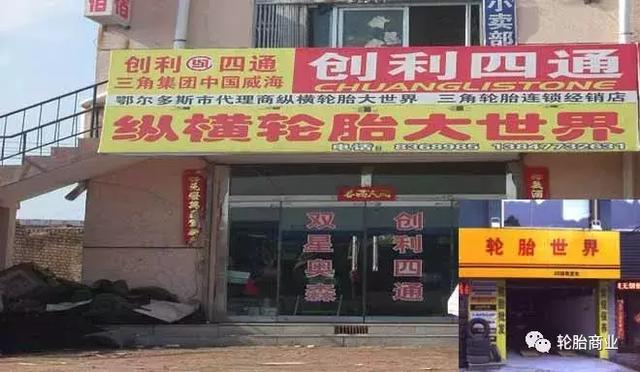 宿
小卖部
创利 四通
三角集团中国威海
创利四通
CHUANGLISTONE
鄂尔多斯市代理商纵横轮胎大世界 三角轮胎连锁经销店
纵横轮胎大世界
电话: 8368985 13847732631
双星奥森
创利四通
轮胎世界
轮胎商业